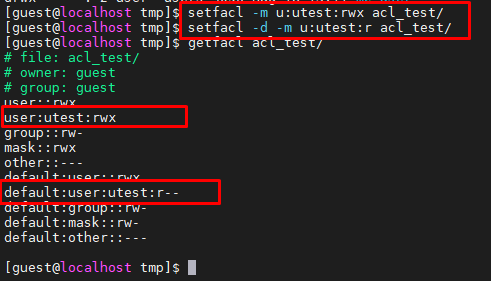 [guest@localhost tmp]$ setfacl -m u:utest:rwx acl_test/
[guest@localhost tmp]$ setfacl -d -m u:utest:r acl_test/
[guest@localhost tmp]$ getfacl acl_test/
# file: acl_test/
# owner: guest
# group: guest
user::rwx
user:utest:rwx
group::rw-
mask::rwx
other::---
default:user::rwx
default:user:utest:r--
default:group::rw-
default:mask::rw-
default:other::---
[guest@localhost tmp]$